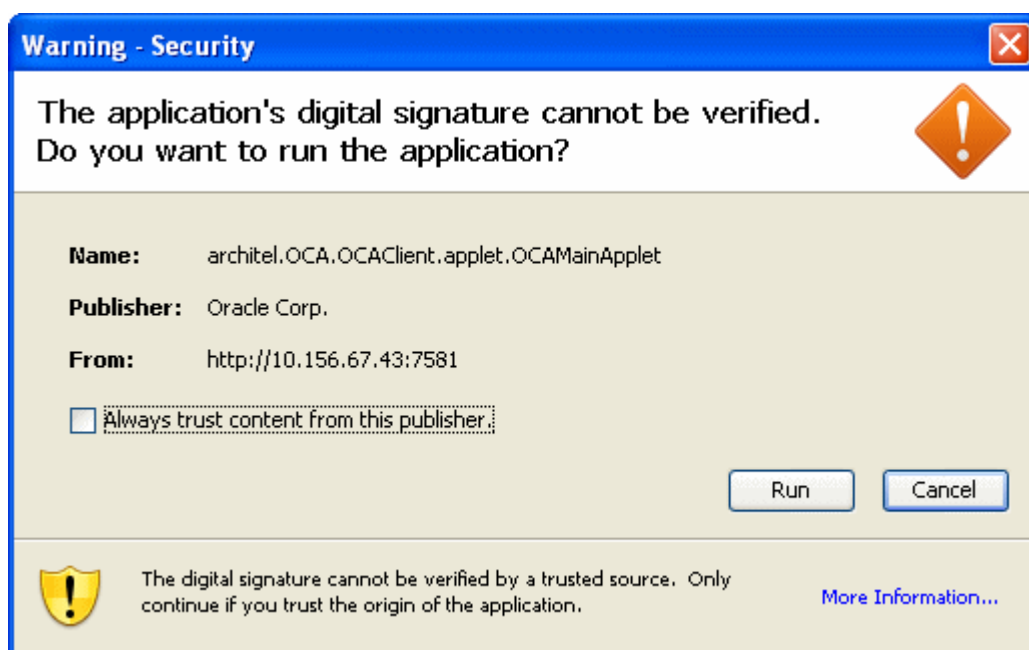 Warning - Security
The application's digital signature cannot be verified.
Do you want to run the application?
Name: architel.OCA.OCAClient.applet.OCAMainApplet
Publisher: Oracle Corp.
From: http://10.156.67.43:7581
Always trust content from this publisher.
Run Cancel
The digital signature cannot be verified by a trusted source. Only
continue if you trust the origin of the application.
More Information...